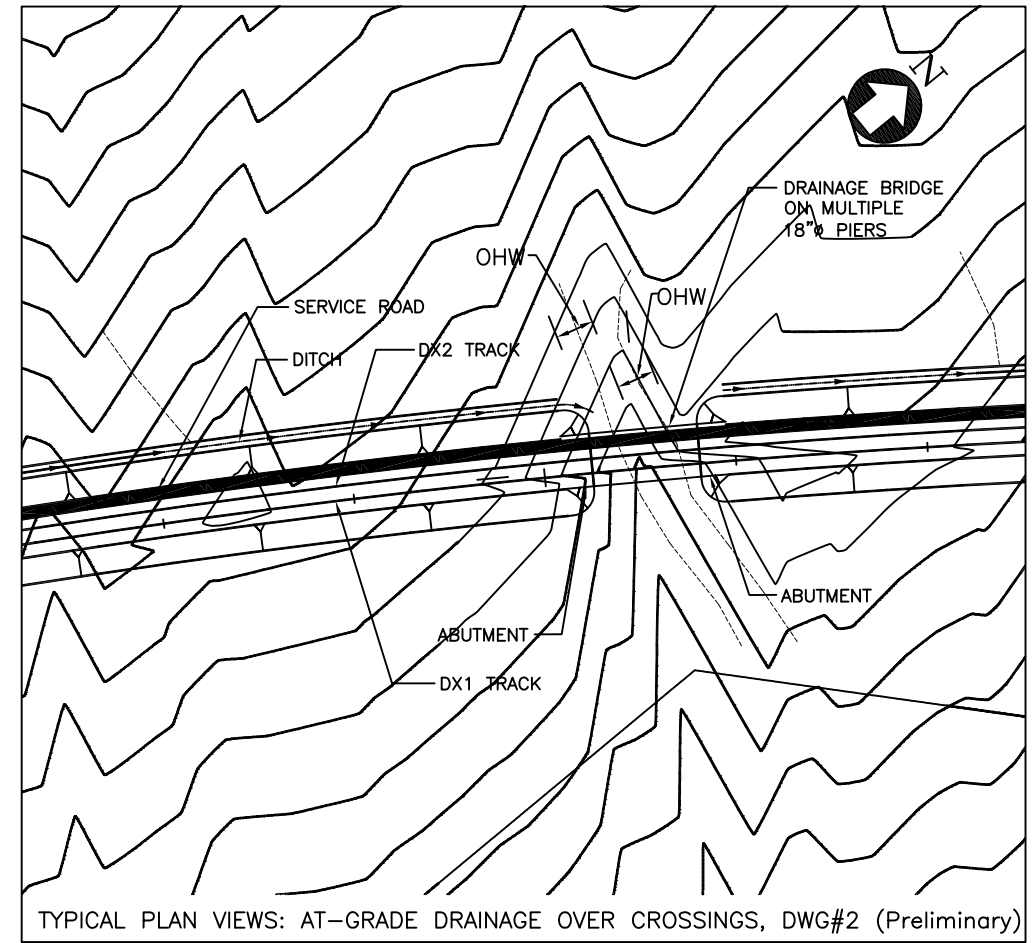 N
DRAINAGE BRIDGE
ON MULTIPLE
18"ø PIERS
OHW
OHW
SERVICE ROAD
DX2 TRACK
DITCH
ABUTMENT
ABUTMENT
DX1 TRACK
TYPICAL PLAN VIEWS: AT-GRADE DRAINAGE OVER CROSSINGS, DWG#2 (Preliminary)